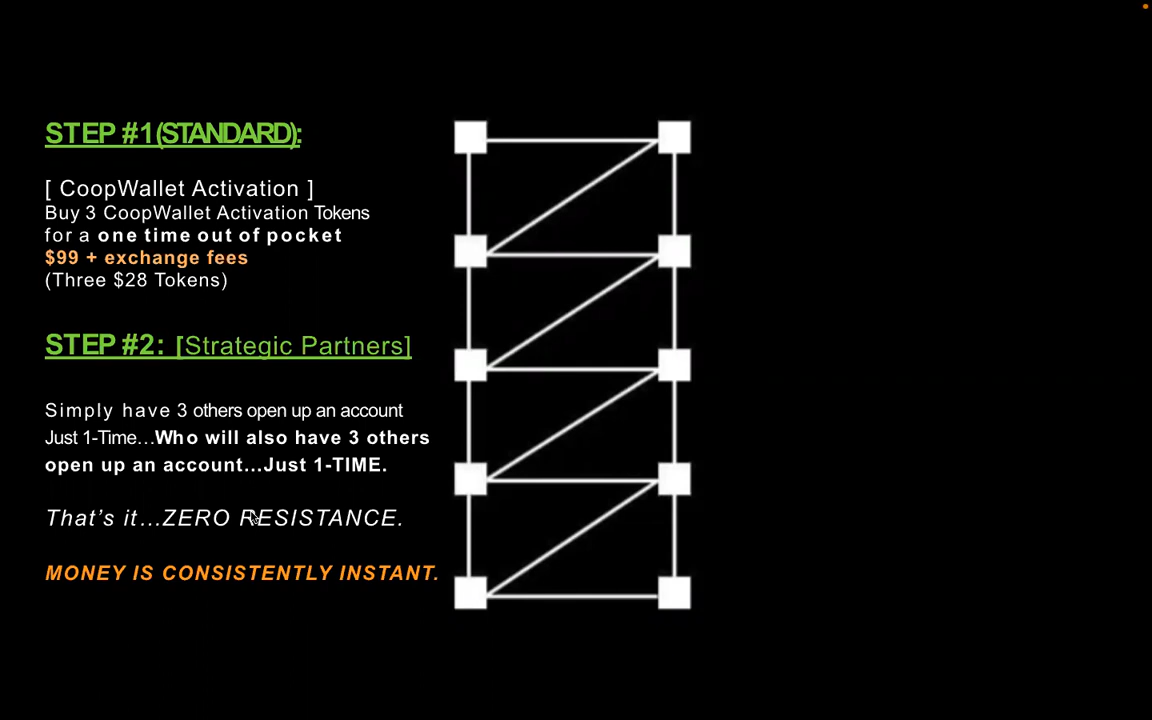 STEP #1(STANDARD):
[ CoopWallet Activation ]
Buy 3 CoopWallet Activation Tokens
for a one time out of pocket
$99 + exchange fees
(Three $28 Tokens)
STEP #2: [Strategic Partners]
Simply have 3 others open up an account
Just 1-Time…Who will also have 3 others
open up an account…Just 1-TIME.
That’s it…ZERO RESISTANCE.
MONEY IS CONSISTENTLY INSTANT.